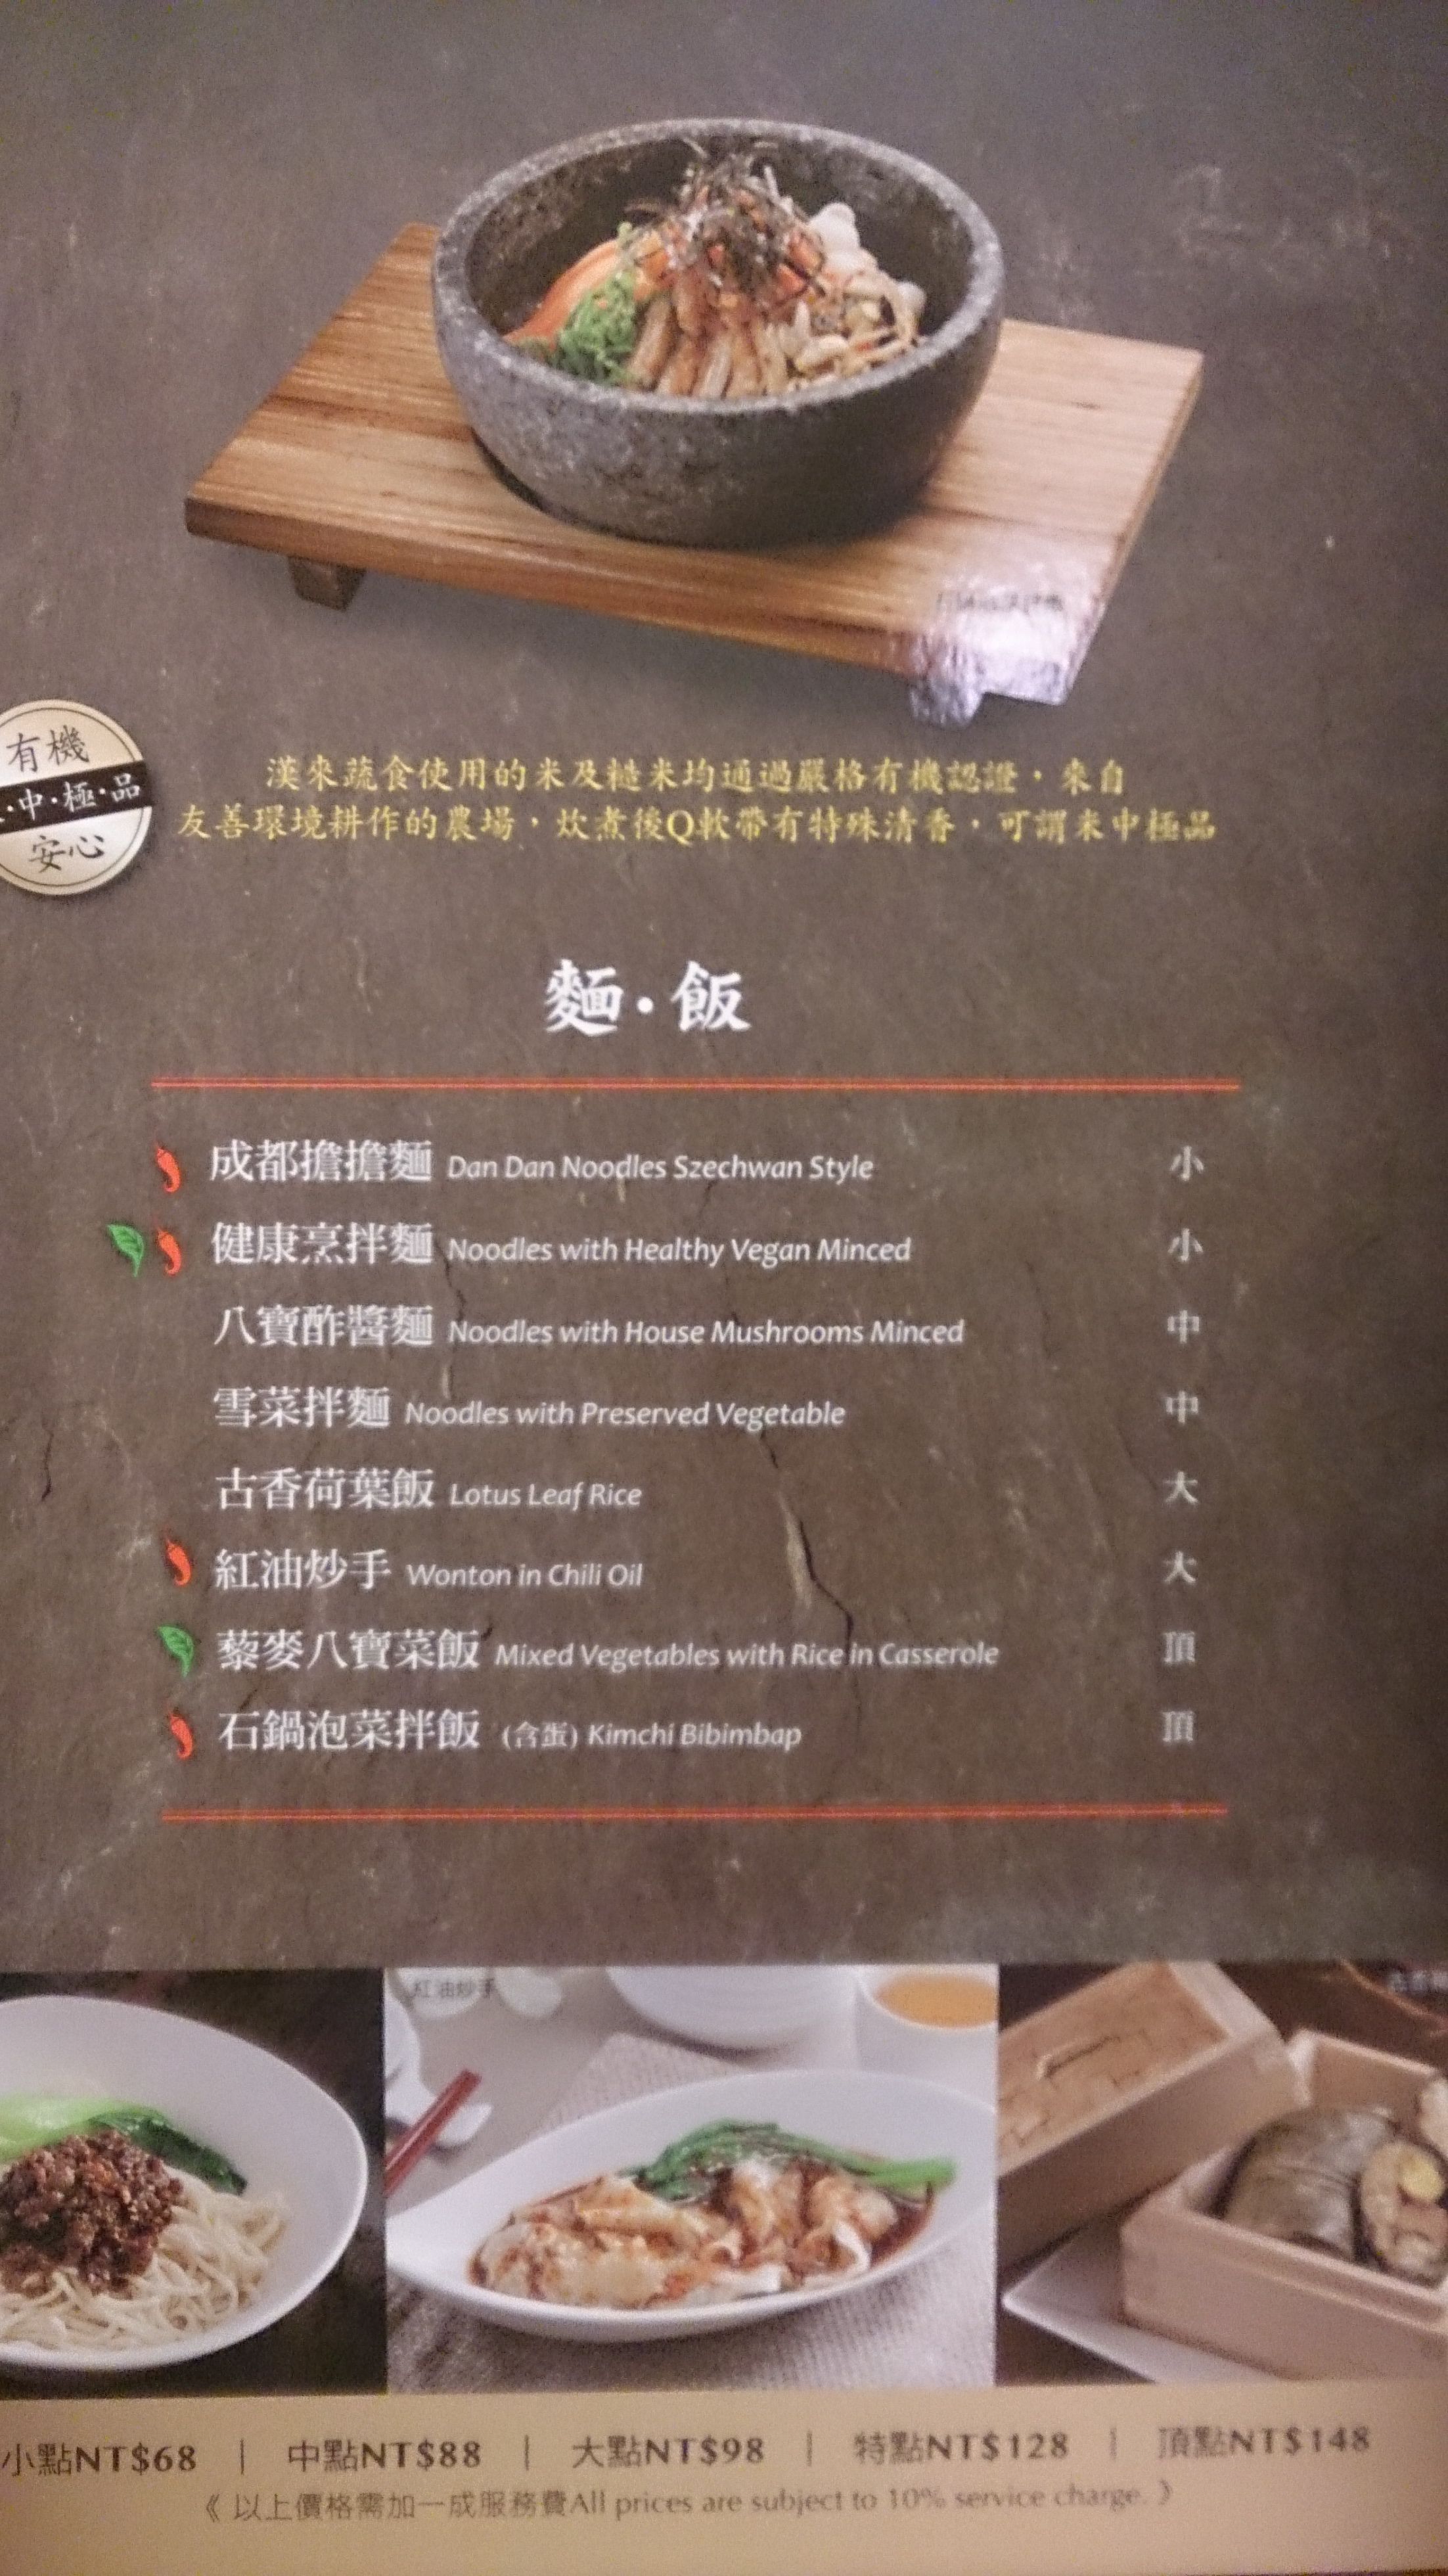 有機
中·極·品
安心
漢來蔬食使用的米及糙米均通過嚴格有機認證，來自
友善環境耕作的農場，炊煮後Q軟帶有特殊清香，可謂米中極品
麵·飯
成都擔擔麵 Dan Dan Noodles Szechwan Style 小
健康烹拌麵 Noodles with Healthy Vegan Minced 小
八寶酢醬麵 Noodles with House Mushrooms Minced 中
雪菜拌麵 Noodles with Preserved Vegetable 中
古香荷葉飯 Lotus Leaf Rice 大
紅油炒手 Wonton in Chili Oil 大
藜麥八寶菜飯 Mixed Vegetables with Rice in Casserole 頂
石鍋泡菜拌飯 (含蛋) Kimchi Bibimbap 頂
紅油炒手
小點NT$68 | 中點NT$88 | 大點NT$98 | 特點NT$128 | 頂點NT$148
《 以上價格需加一成服務費All prices are subject to 10% service charge. 》